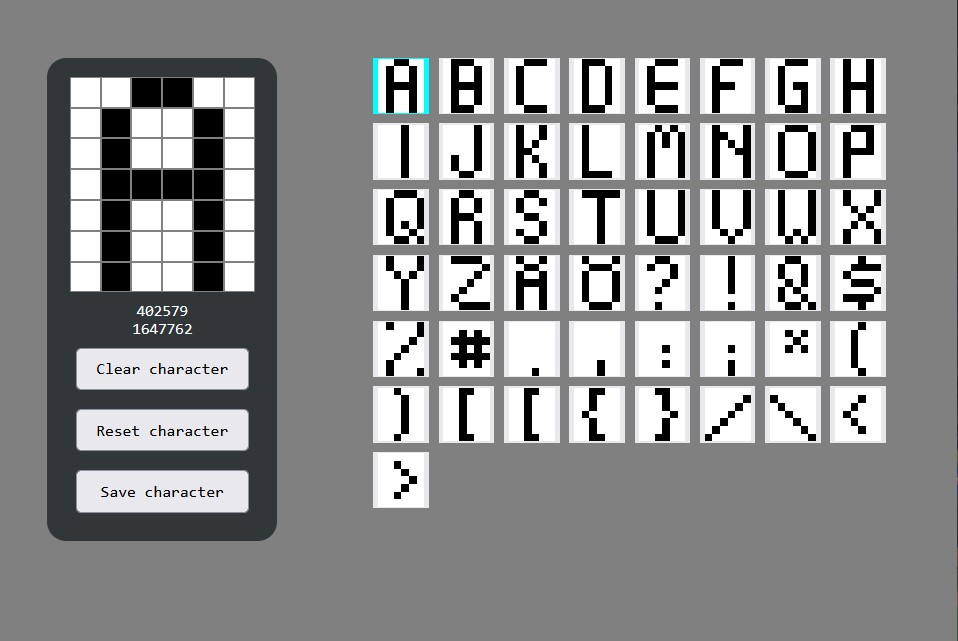 A
402579
1647762
Clear character
Reset character
Save character
A B C D E F G H
I J K L M N O P
Q R S T U V W X
Y Z Ä Ö ? ! & $
% # . , : ; * (
) [ [ { } / \ <
>